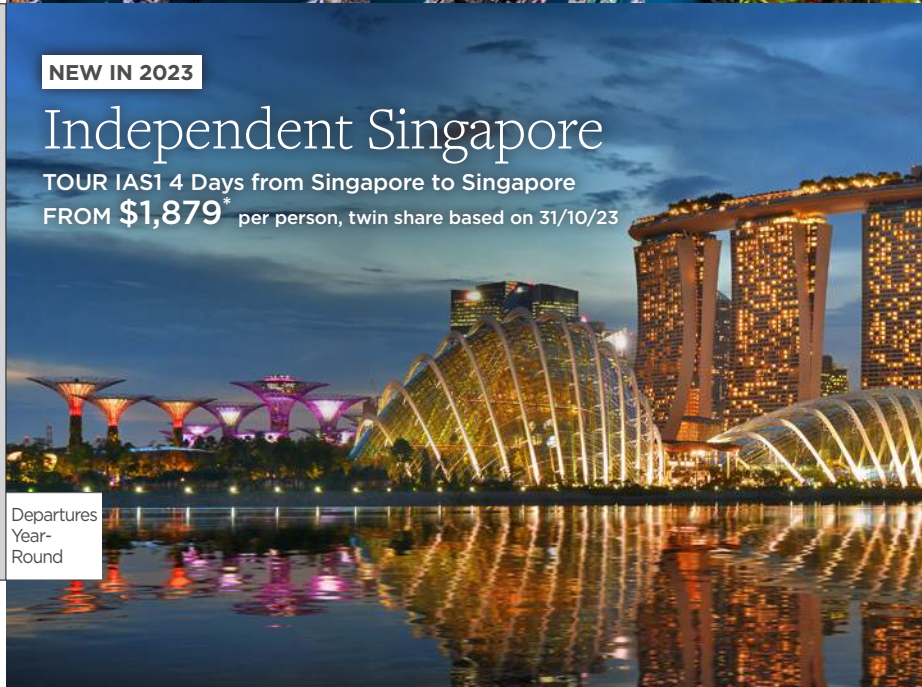 NEW IN 2023
Independent Singapore
TOUR IAS1 4 Days from Singapore to Singapore
FROM $1,879* per person, twin share based on 31/10/23
Departures
Year-
Round